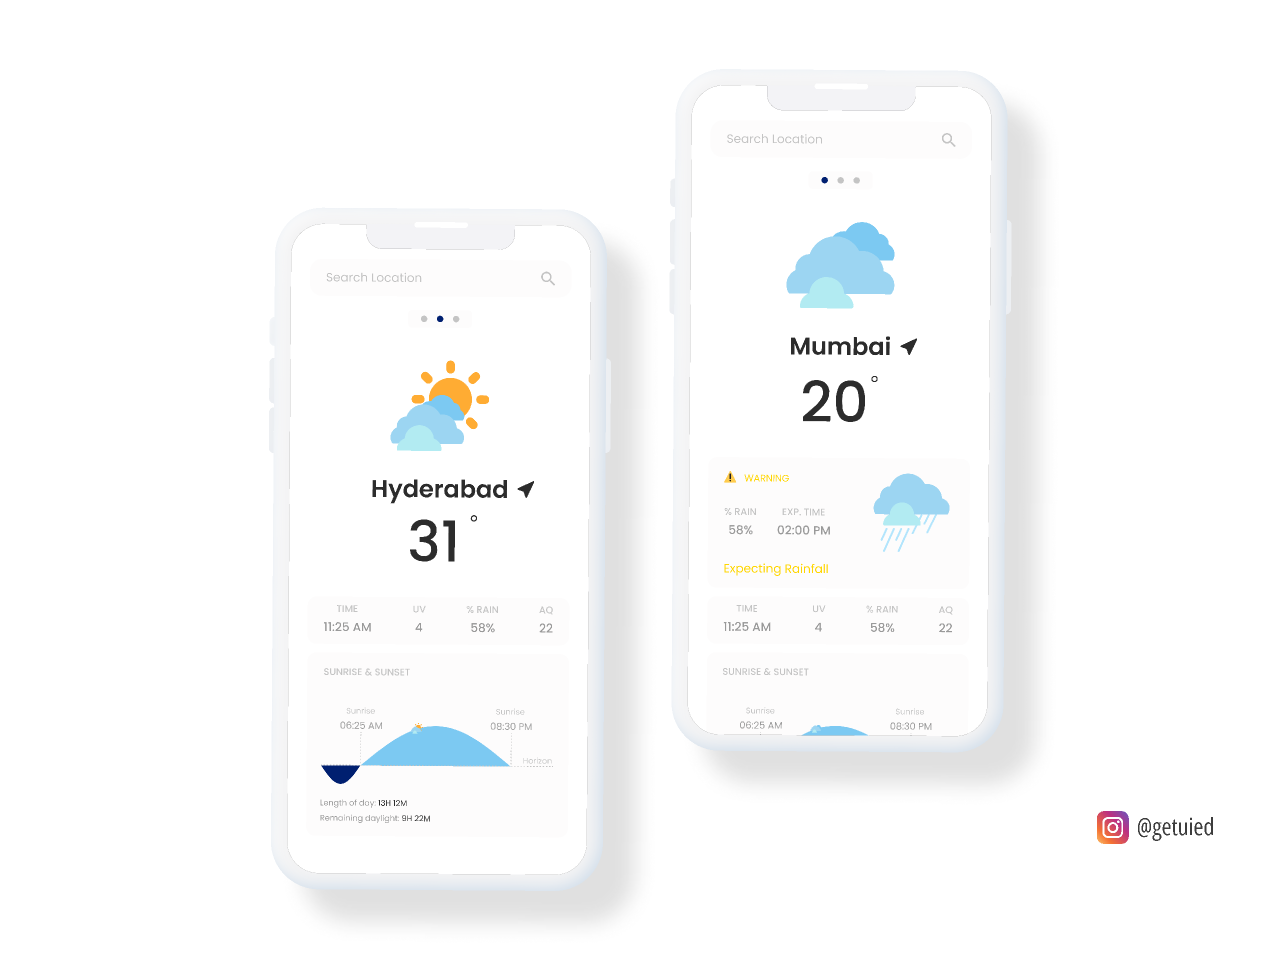 Search Location
Hyderabad
31°
TIME UV % RAIN AQ
11:25 AM 4 58% 22
SUNRISE & SUNSET
Sunrise Sunrise
06:25 AM 08:30 PM
Horizon
Length of day: 13H 12M
Remaining daylight: 9H 22M
Search Location
Mumbai
20°
WARNING
% RAIN EXP. TIME
58% 02:00 PM
Expecting Rainfall
TIME UV % RAIN AQ
11:25 AM 4 58% 22
SUNRISE & SUNSET
Sunrise Sunrise
06:25 AM 08:30 PM
@getuied